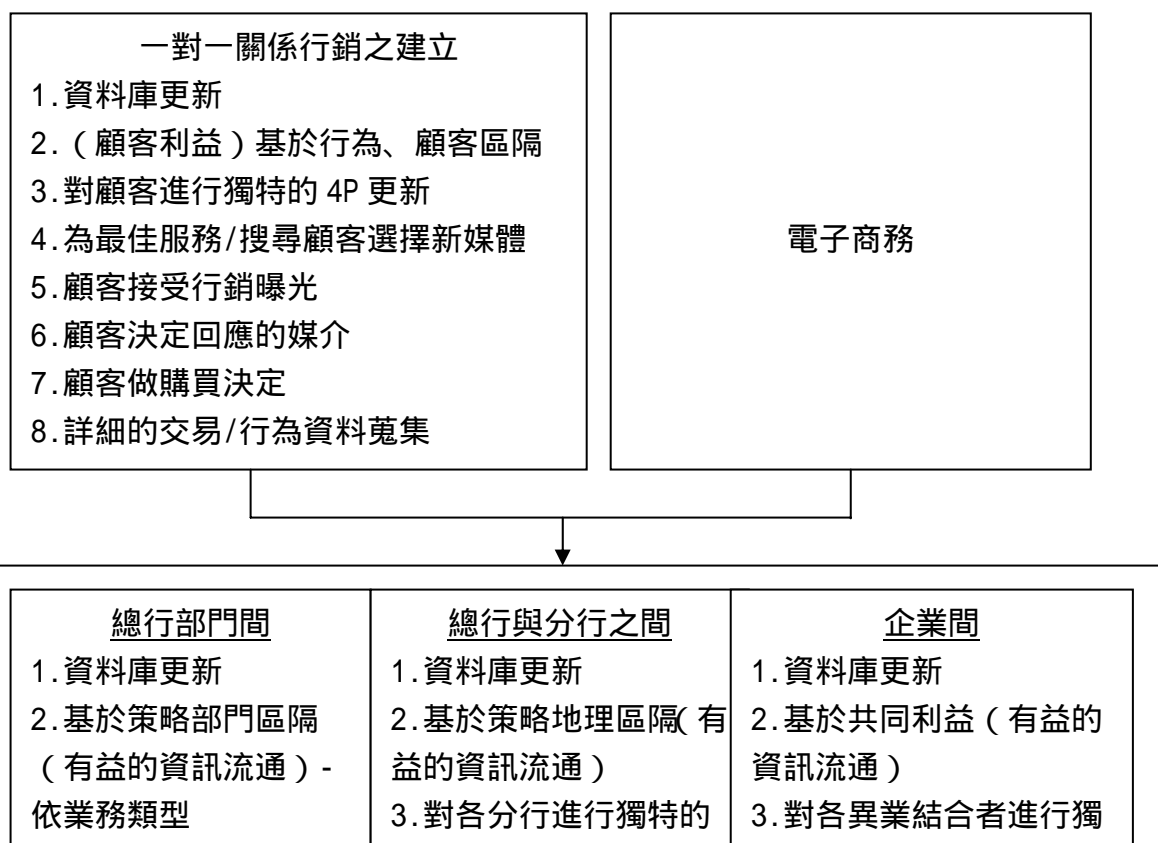 一對一關係行銷之建立
1.資料庫更新
2.（顧客利益）基於行為、顧客區隔
3.對顧客進行獨特的 4P 更新
4.為最佳服務/搜尋顧客選擇新媒體
5.顧客接受行銷曝光
6.顧客決定回應的媒介
7.顧客做購買決定
8.詳細的交易/行為資料蒐集
電子商務
總行部門間
1.資料庫更新
2.基於策略部門區隔
（有益的資訊流通）-
依業務類型
總行與分行之間
1.資料庫更新
2.基於策略地理區隔（有
益的資訊流通）
3.對各分行進行獨特的
企業間
1.資料庫更新
2.基於共同利益（有益的
資訊流通）
3.對各異業結合者進行獨